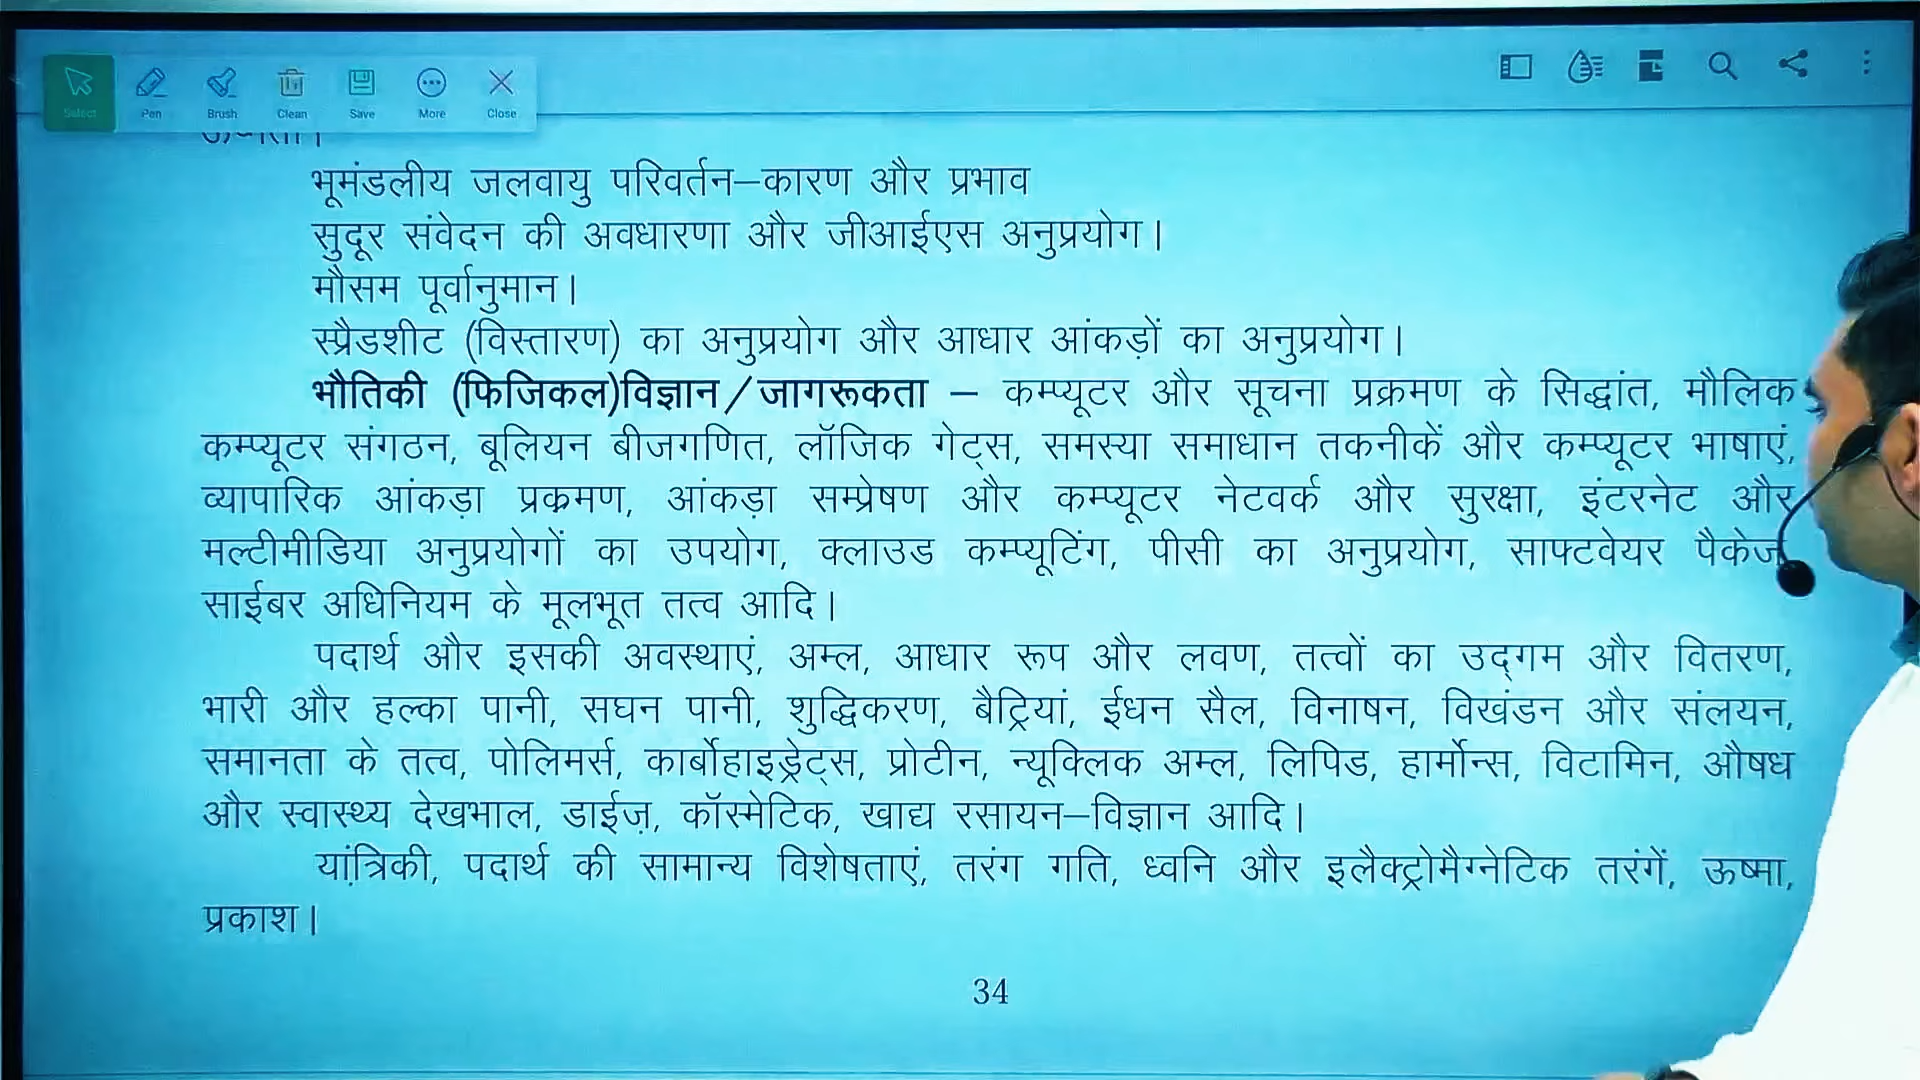 Select Pen Brush Clean Save More Close
भूमंडलीय जलवायु परिवर्तन–कारण और प्रभाव
सुदूर संवेदन की अवधारणा और जीआईएस अनुप्रयोग।
मौसम पूर्वानुमान।
स्प्रैडशीट (विस्तारण) का अनुप्रयोग और आधार आंकड़ों का अनुप्रयोग।
भौतिकी (फिजिकल)विज्ञान/जागरूकता – कम्प्यूटर और सूचना प्रक्रमण के सिद्धांत, मौलिक
कम्प्यूटर संगठन, बूलियन बीजगणित, लॉजिक गेट्स, समस्या समाधान तकनीकें और कम्प्यूटर भाषाएं,
व्यापारिक आंकड़ा प्रक्रमण, आंकड़ा सम्प्रेषण और कम्प्यूटर नेटवर्क और सुरक्षा, इंटरनेट और
मल्टीमीडिया अनुप्रयोगों का उपयोग, क्लाउड कम्प्यूटिंग, पीसी का अनुप्रयोग, साफ्टवेयर पैकेज
साईबर अधिनियम के मूलभूत तत्व आदि।
पदार्थ और इसकी अवस्थाएं, अम्ल, आधार रूप और लवण, तत्वों का उद्‌गम और वितरण,
भारी और हल्का पानी, सघन पानी, शुद्धिकरण, बैट्रियां, ईधन सैल, विनाषन, विखंडन और संलयन,
समानता के तत्व, पोलिमर्स, कार्बोहाइड्रेट्स, प्रोटीन, न्यूक्लिक अम्ल, लिपिड, हार्मोन्स, विटामिन, औषध
और स्वास्थ्य देखभाल, डाईज़, कॉस्मेटिक, खाद्य रसायन–विज्ञान आदि।
यांत्रिकी, पदार्थ की सामान्य विशेषताएं, तरंग गति, ध्वनि और इलैक्ट्रोमैग्नेटिक तरंगें, ऊष्मा,
प्रकाश।
34